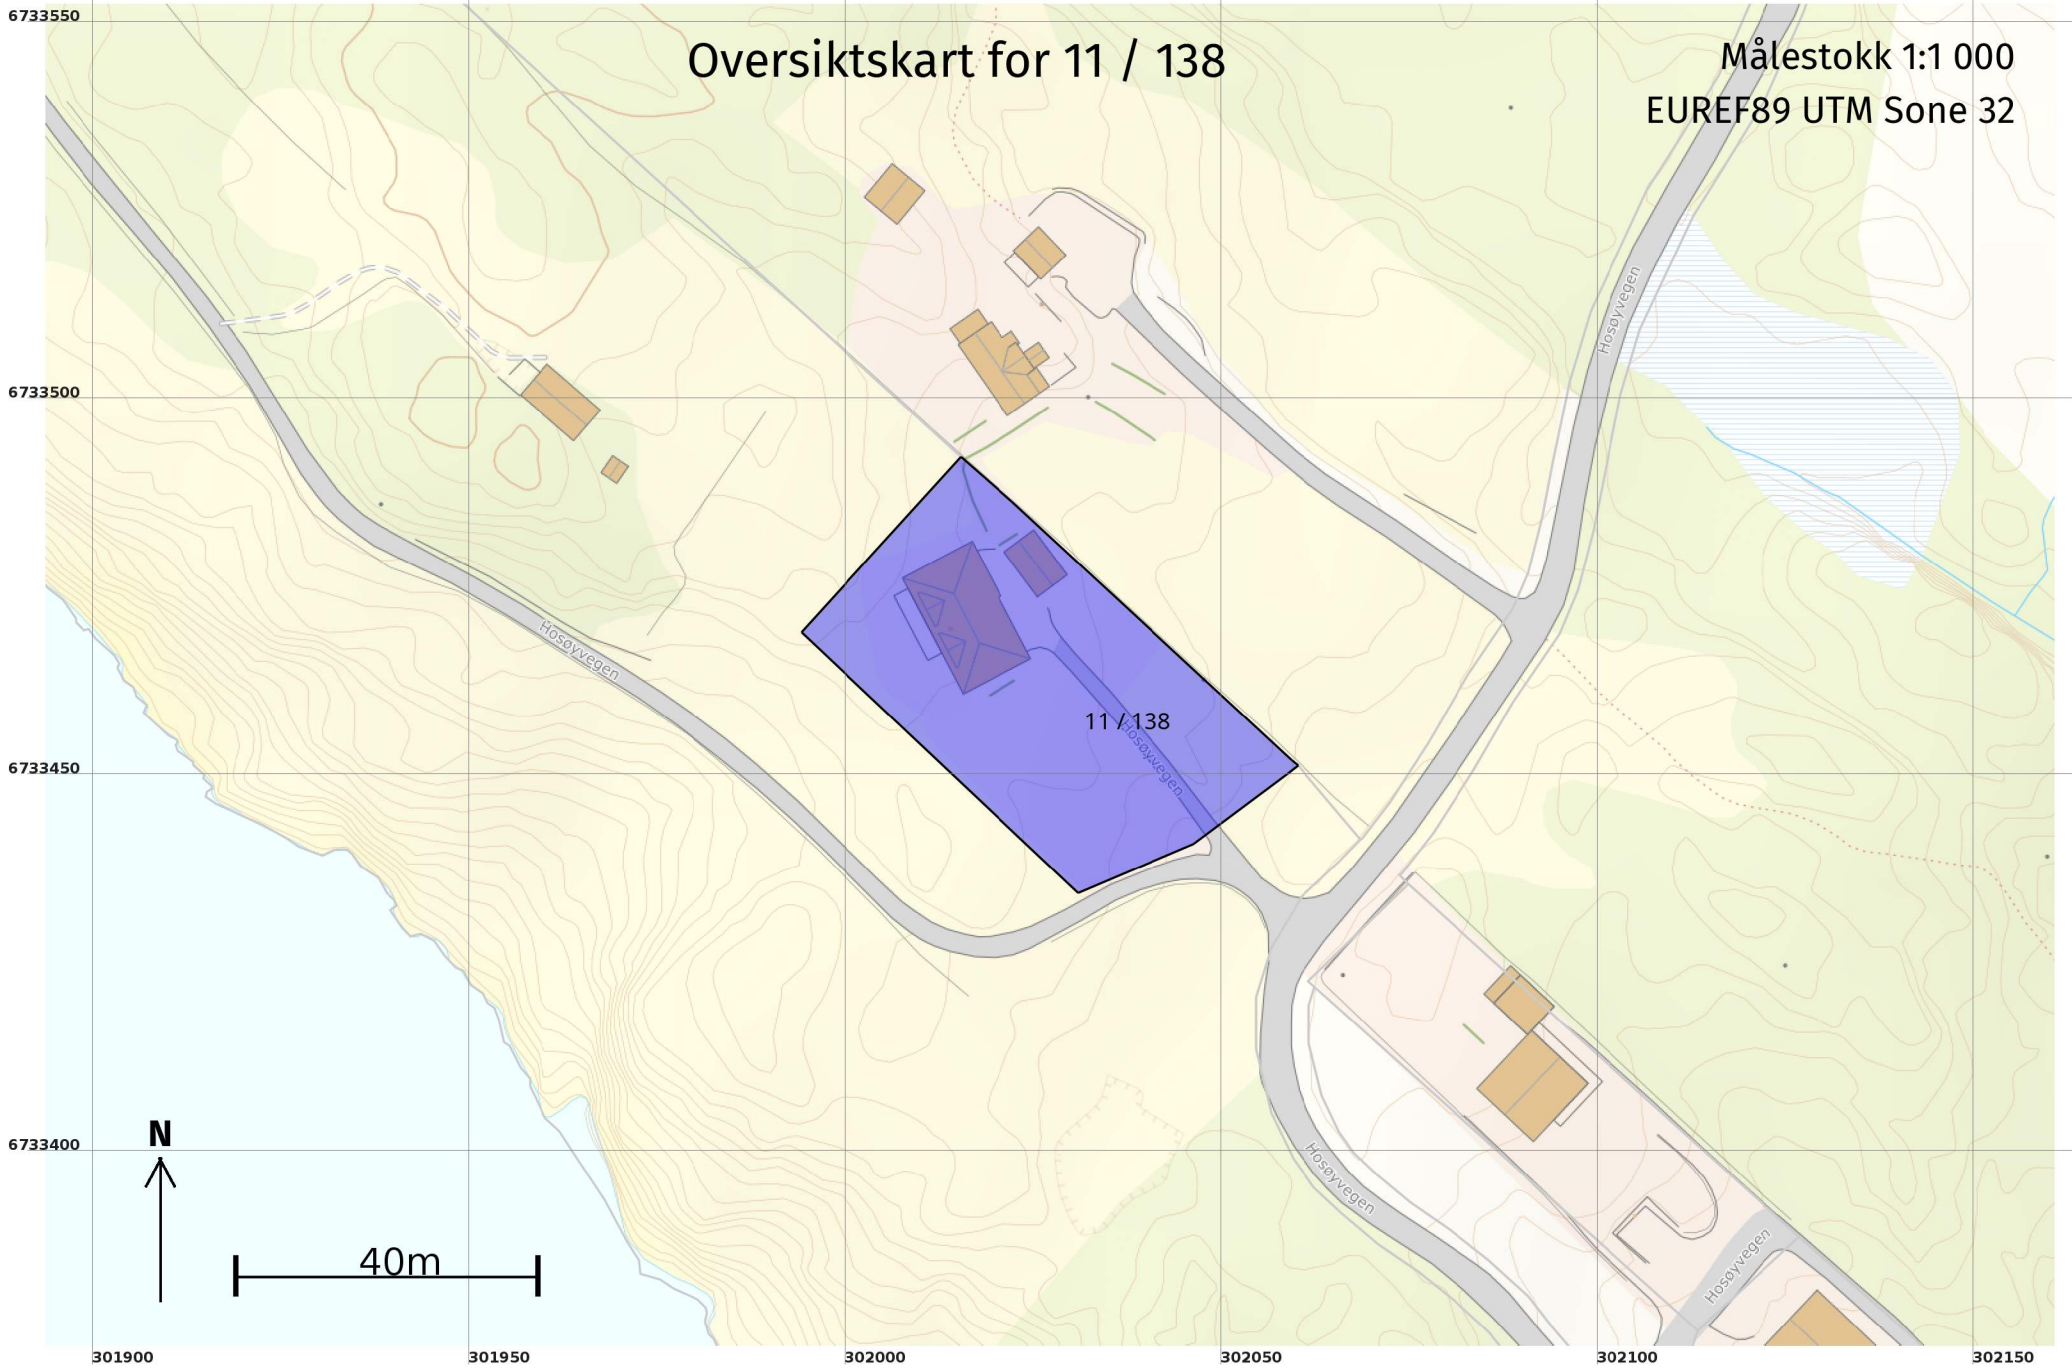 6733550
Oversiktskart for 11 / 138
Målestokk 1:1 000
EUREF89 UTM Sone 32
Hosøyvegen
6733500
Hosøyvegen
11 / 138
Hosøyvegen
6733450
N
6733400
Hosøyvegen
Hosøyvegen
40m
301900
301950
302000
302050
302100
302150